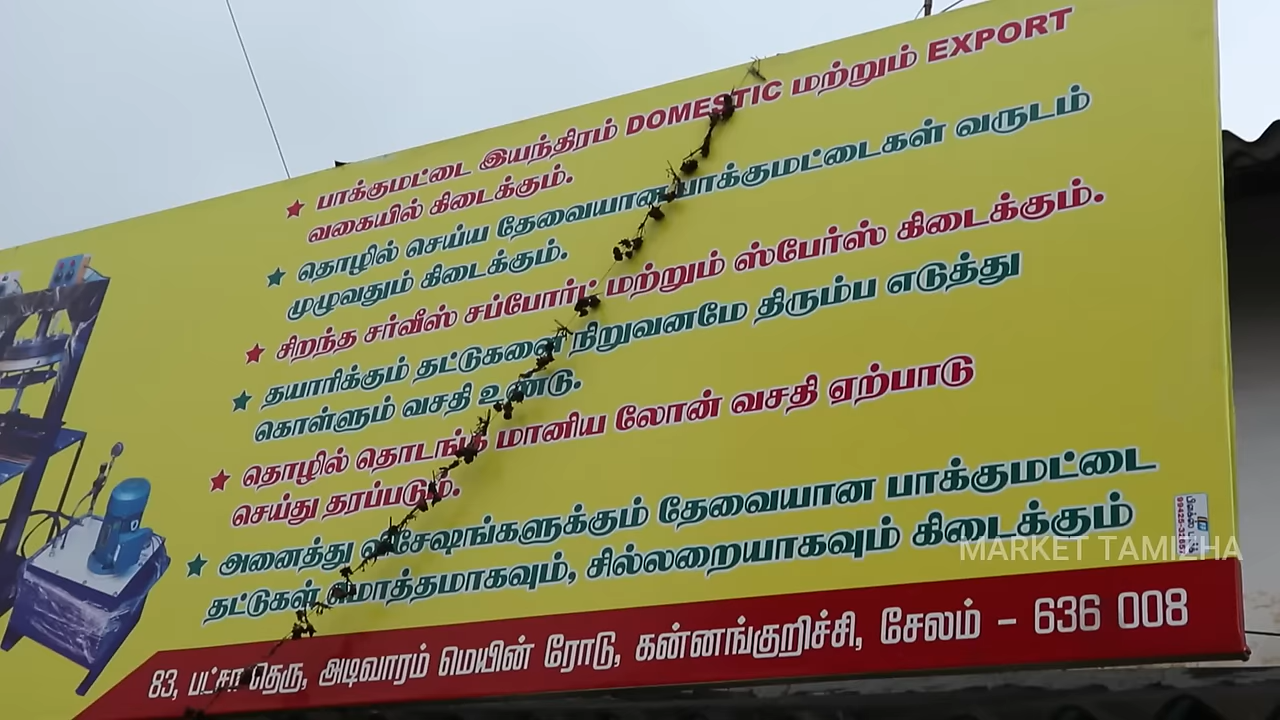 பாக்குமட்டை இயந்திரம் DOMESTIC மற்றும் EXPORT
வகையில் கிடைக்கும்.
தொழில் செய்ய தேவையான பாக்குமட்டைகள் வருடம்
முழுவதும் கிடைக்கும்.
சிறந்த சர்வீஸ் சப்போர்ட் மற்றும் ஸ்பேர்ஸ் கிடைக்கும்.
தயாரிக்கும் தட்டுகளை நிறுவனமே திரும்ப எடுத்து
கொள்ளும் வசதி உண்டு.
தொழில் தொடங்க மானிய லோன் வசதி ஏற்பாடு
செய்து தரப்படும்.
அனைத்து விசேஷங்களுக்கும் தேவையான பாக்குமட்டை
தட்டுகள் மொத்தமாகவும், சில்லறையாகவும் கிடைக்கும்
MARKET TAMILHA
83, பட்சா தெரு, அடிவாரம் மெயின் ரோடு, கன்னங்குறிச்சி, சேலம் - 636 008